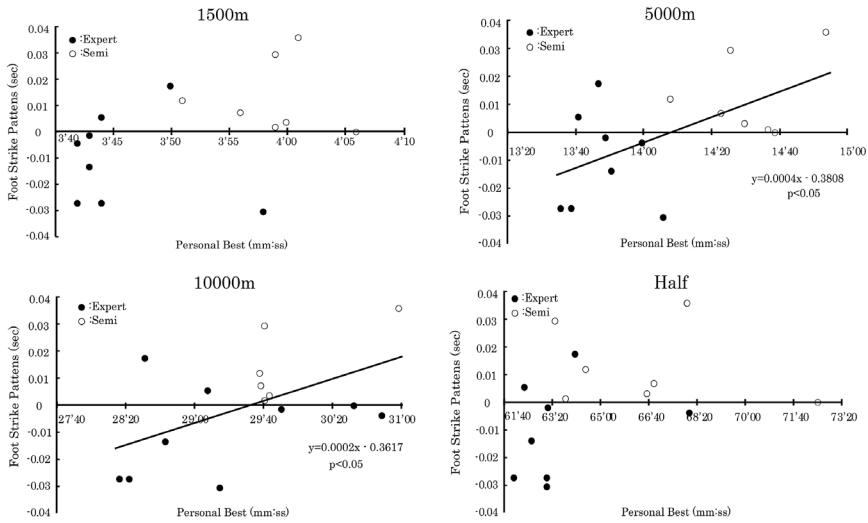 1500m
0.04
0.03
0.02
0.01
0
-0.01
-0.02
-0.03
-0.04
Foot Strike Pattens (sec)
● :Expert
○ :Semi
3'40
3'45
3'50
3'55
4'00
4'05
4'10
Personal Best (mm:ss)
5000m
0.04
0.03
0.02
0.01
0
-0.01
-0.02
-0.03
-0.04
Foot Strike Pattens (sec)
● :Expert
○ :Semi
13'20
13'40
14'00
14'20
14'40
15'00
y=0.0004x - 0.3808
p<0.05
Personal Best (mm:ss)
10000m
0.04
0.03
0.02
0.01
0
-0.01
-0.02
-0.03
-0.04
Foot Strike Pattens (sec)
● :Expert
○ :Semi
27'40
28'20
29'00
29'40
30'20
31'00
y=0.0002x - 0.3617
p<0.05
Personal Best (mm:ss)
Half
0.04
0.03
0.02
0.01
0
-0.01
-0.02
-0.03
-0.04
Foot Strike Pattens (sec)
● :Expert
○ :Semi
61'40
63'20
65'00
66'40
68'20
70'00
71'40
73'20
Personal Best (mm:ss)